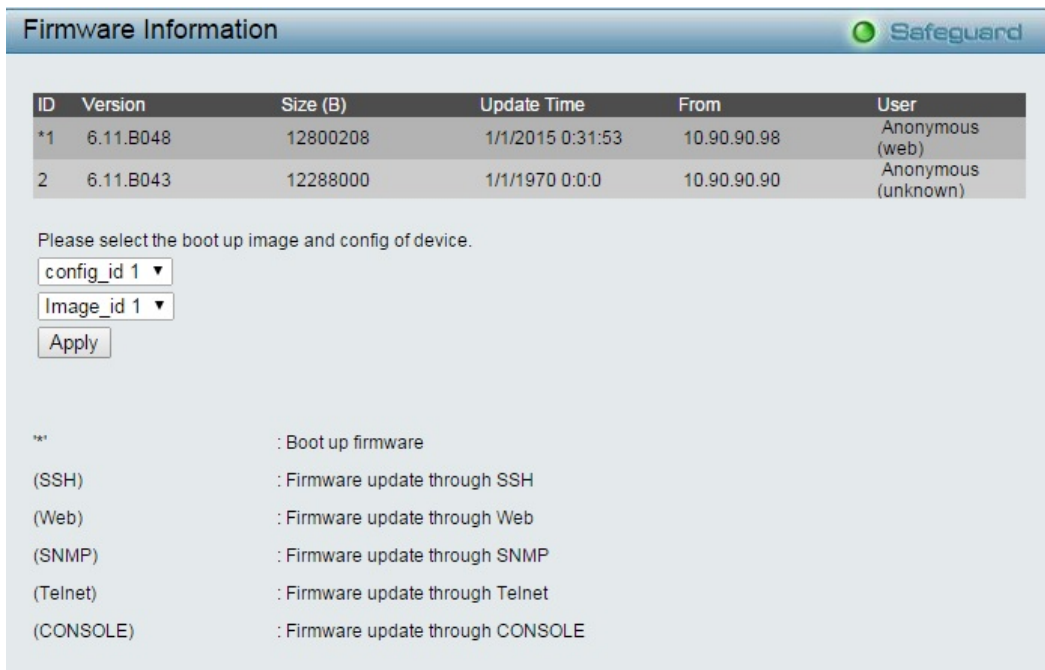 Firmware Information
Safeguard
ID Version Size (B) Update Time From User
*1 6.11.B048 12800208 1/1/2015 0:31:53 10.90.90.98 Anonymous (web)
2 6.11.B043 12288000 1/1/1970 0:0:0 10.90.90.90 Anonymous (unknown)
Please select the boot up image and config of device.
config_id 1
Image_id 1
Apply
'*' : Boot up firmware
(SSH) : Firmware update through SSH
(Web) : Firmware update through Web
(SNMP) : Firmware update through SNMP
(Telnet) : Firmware update through Telnet
(CONSOLE) : Firmware update through CONSOLE